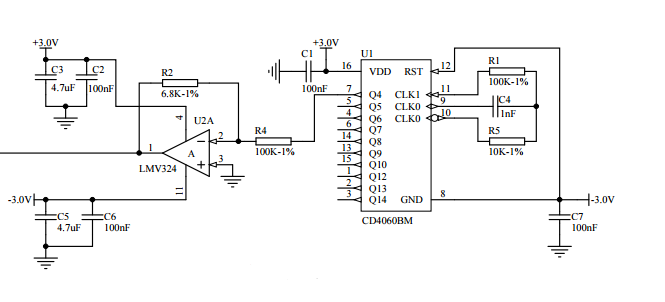 +3.0V
C3
4.7uF
C2
100nF
R2
6.8K-1%
U2A
4
2
1
A
3
LMV324
11
-3.0V
C5
4.7uF
C6
100nF
R4
100K-1%
C1
100nF
+3.0V
U1
16 VDD RST 12
7 Q4 CLK1 11
5 Q5 CLK0 9
4 Q6 CLK0 10
6 Q7
14 Q8
13 Q9
15 Q10
1 Q12
2 Q13
3 Q14 GND 8
CD4060BM
R1
100K-1%
C4
1nF
R5
10K-1%
-3.0V
C7
100nF